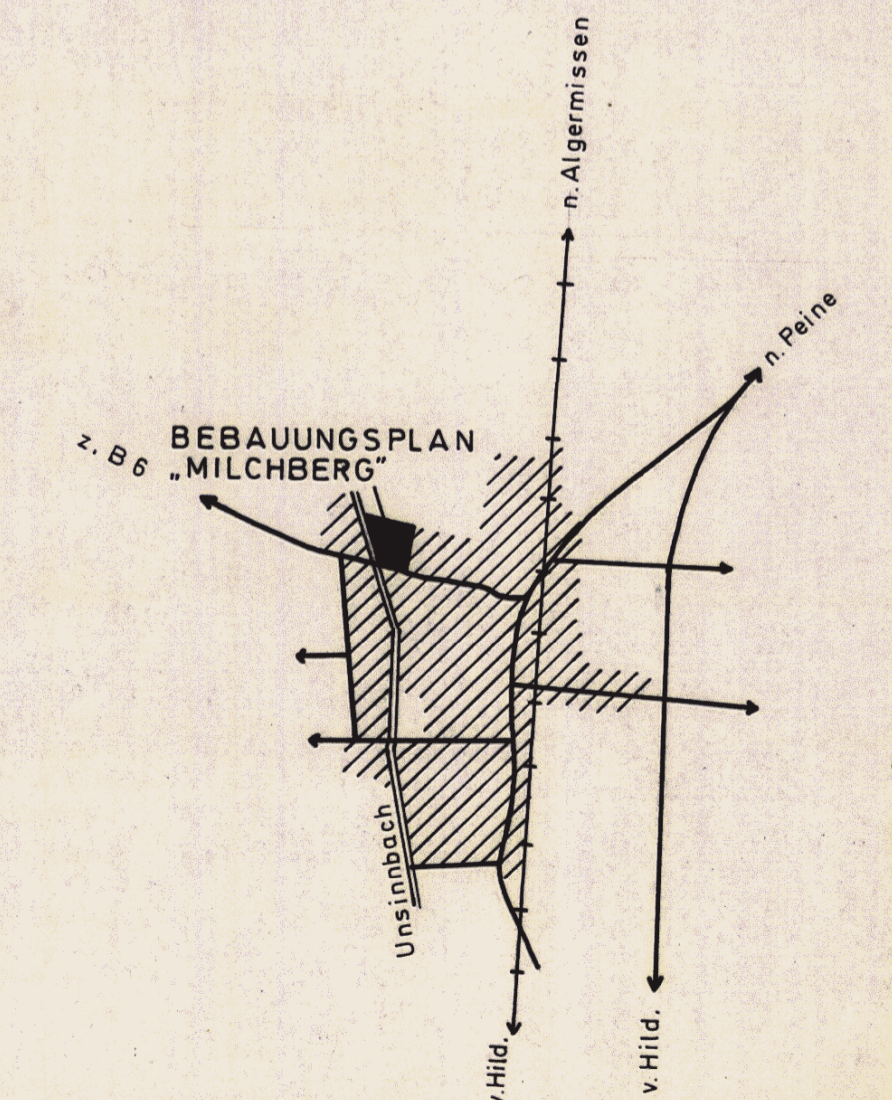 n. Algermissen
n. Peine
z. B 6
BEBAUUNGSPLAN
„MILCHBERG”
Unsinnbach
v. Hild.
v. Hild.